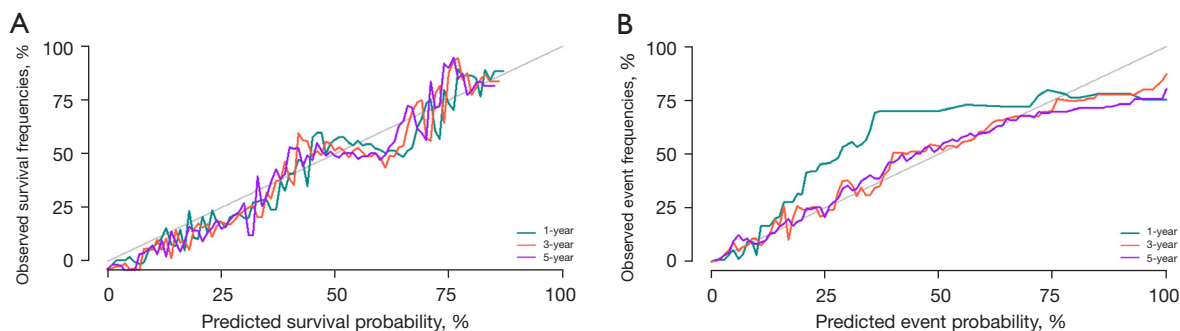 A
Observed survival frequencies, %
100
75
50
25
0
1-year
3-year
5-year
0 25 50 75 100
Predicted survival probability, %
B
Observed event frequencies, %
100
75
50
25
0
1-year
3-year
5-year
0 25 50 75 100
Predicted event probability, %